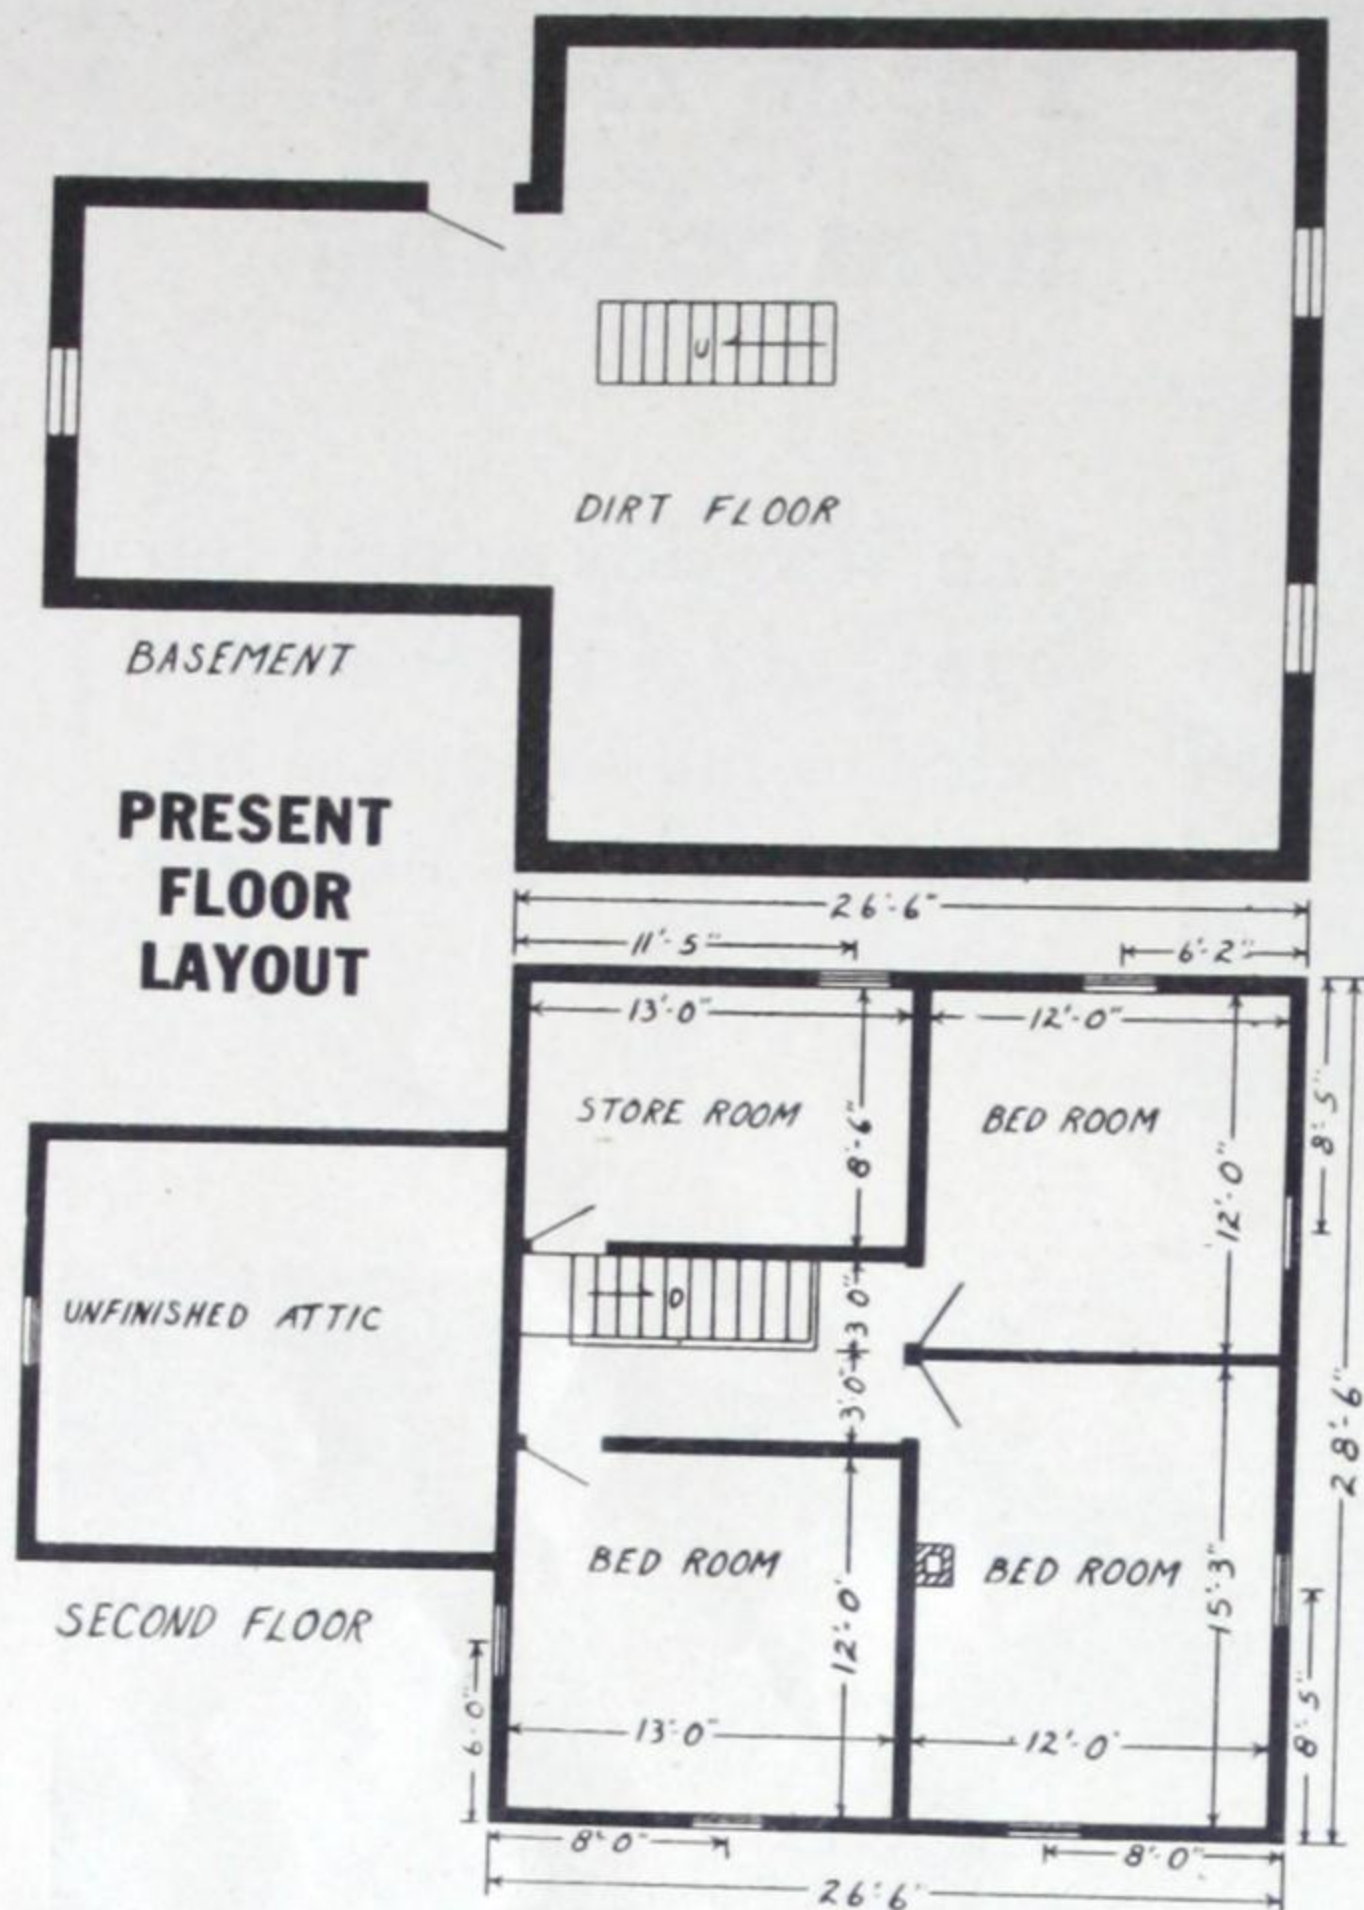 U
DIRT FLOOR
BASEMENT
PRESENT
FLOOR
LAYOUT
26'-6"
11'-5"
6'-2"
13'-0"
12'-0"
STORE ROOM
BED ROOM
8'-6"
12'-0"
8'-5"
UNFINISHED ATTIC
D
3'0"
3'0"
28'-6"
BED ROOM
BED ROOM
12'-0'
15'-3"
SECOND FLOOR
6'-0"
13'-0"
12'-0'
8'-5"
8'-0"
8'-0"
26'-6'